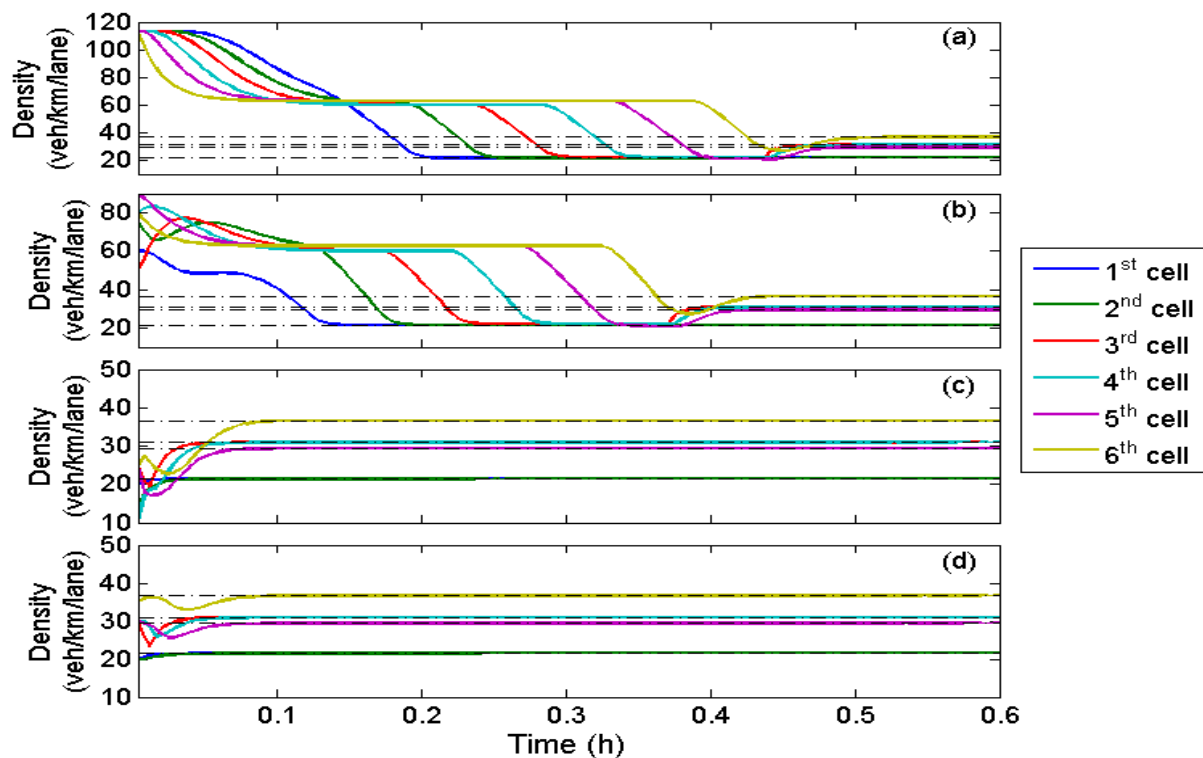 120
100
80
60
40
20
Density
(veh/km/lane)
(a)
80
60
40
20
Density
(veh/km/lane)
(b)
50
40
30
20
10
Density
(veh/km/lane)
(c)
50
40
30
20
10
Density
(veh/km/lane)
(d)
0.1 0.2 0.3 0.4 0.5 0.6
Time (h)
1st cell
2nd cell
3rd cell
4th cell
5th cell
6th cell